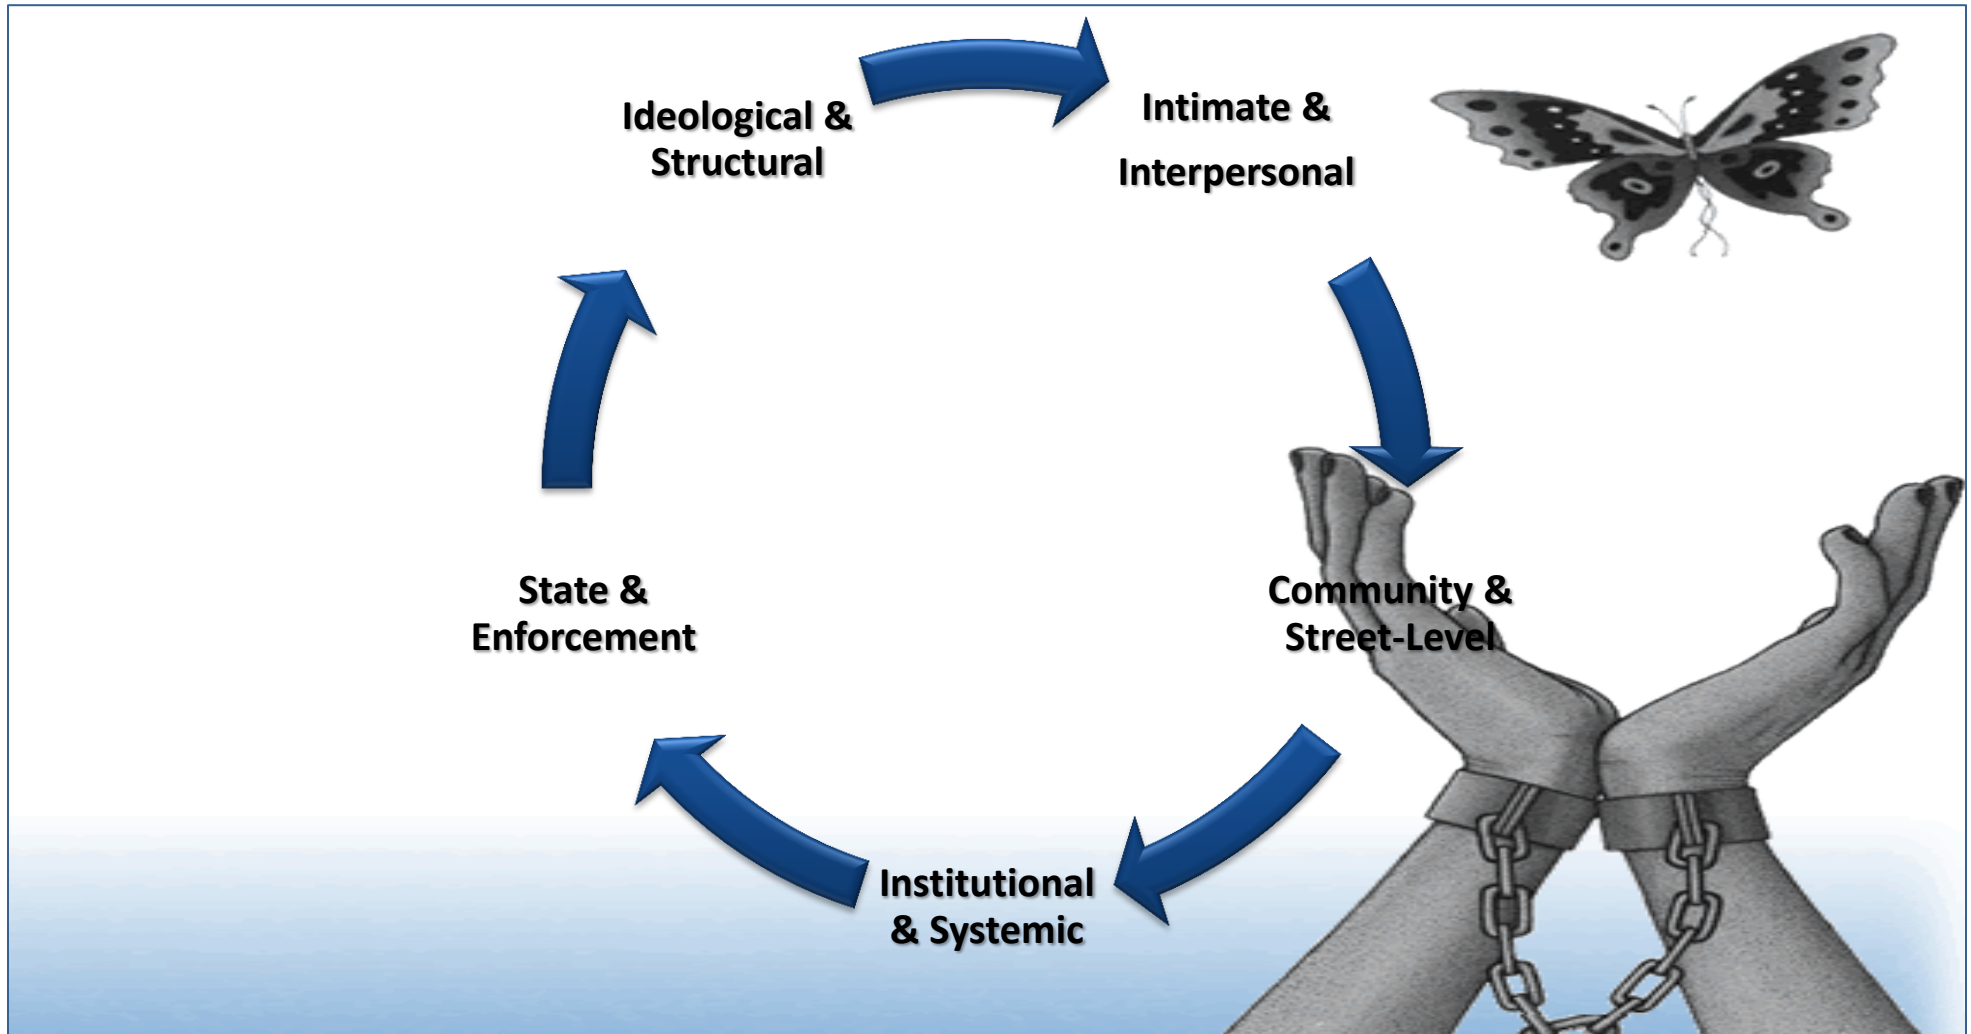 Ideological &
Structural
Intimate &
Interpersonal
Community &
Street-Level
Institutional
& Systemic
State &
Enforcement